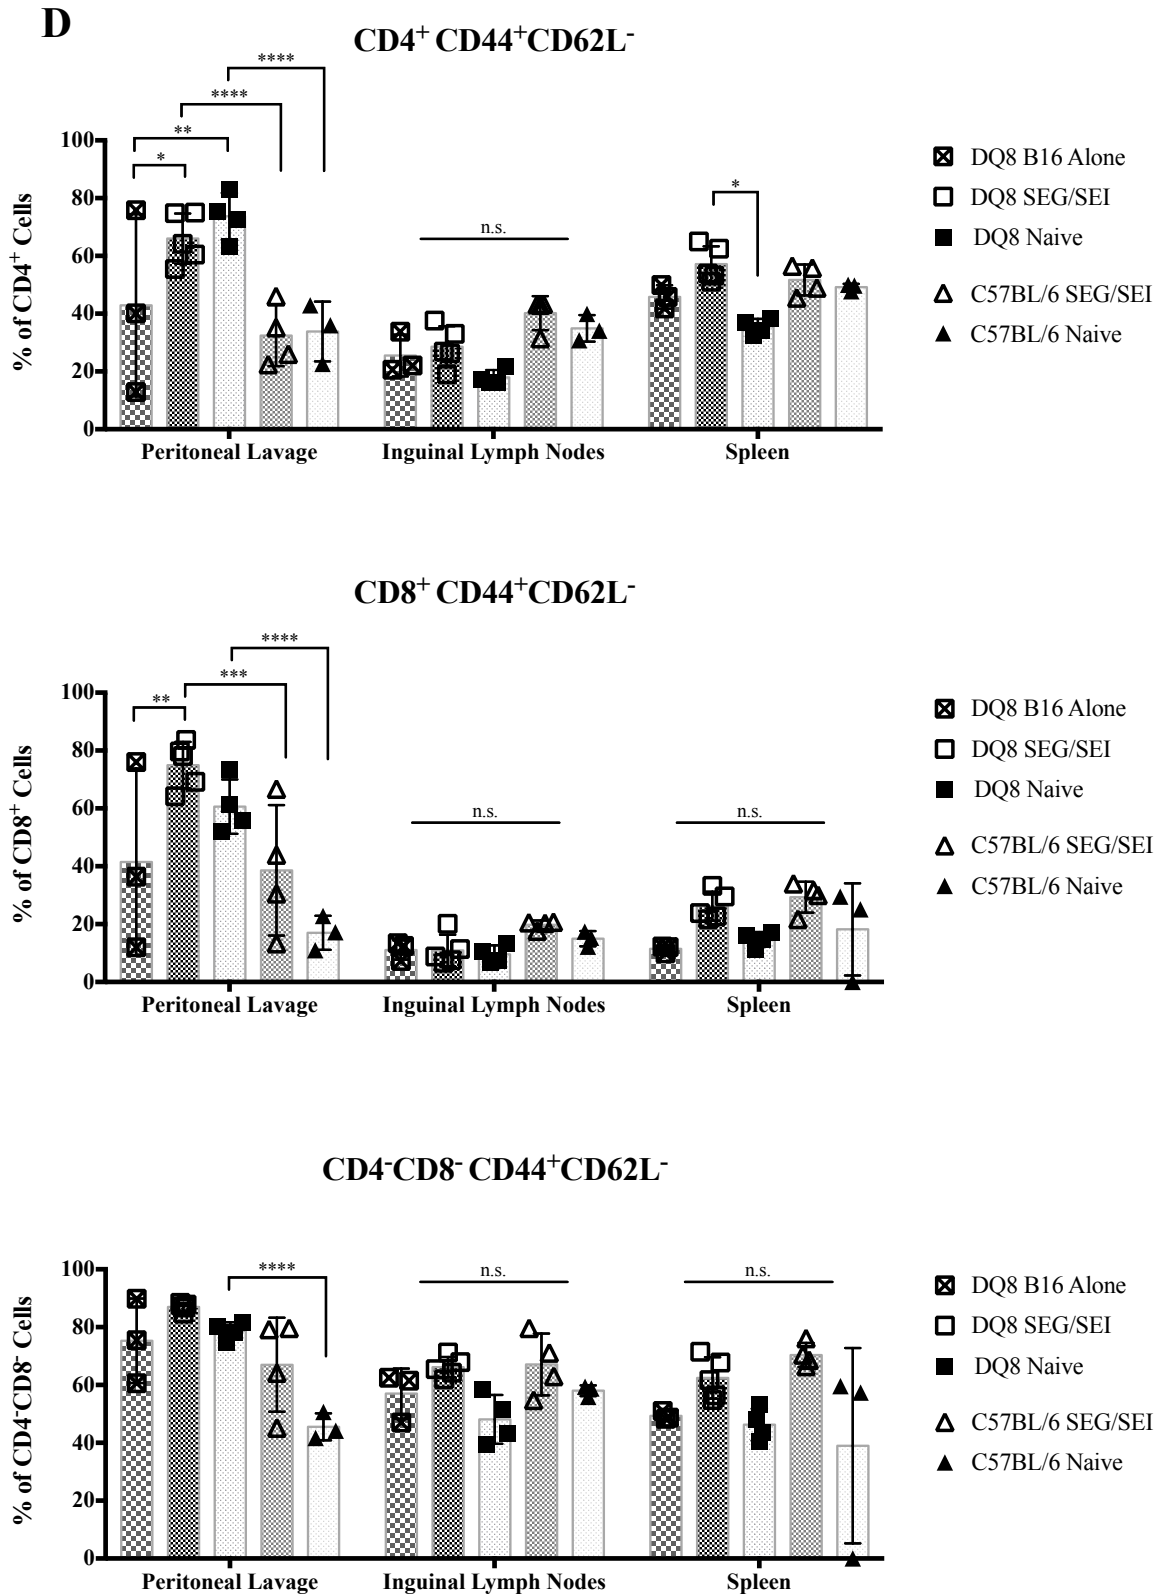 D
CD4⁺ CD44⁺CD62L⁻
****
****
**
*
n.s.
*
% of CD4⁺ Cells
100
80
60
40
20
0
Peritoneal Lavage Inguinal Lymph Nodes Spleen
DQ8 B16 Alone
DQ8 SEG/SEI
DQ8 Naive
C57BL/6 SEG/SEI
C57BL/6 Naive
CD8⁺ CD44⁺CD62L⁻
****
***
**
n.s.
n.s.
% of CD8⁺ Cells
100
80
60
40
20
0
Peritoneal Lavage Inguinal Lymph Nodes Spleen
DQ8 B16 Alone
DQ8 SEG/SEI
DQ8 Naive
C57BL/6 SEG/SEI
C57BL/6 Naive
CD4⁻CD8⁻ CD44⁺CD62L⁻
****
n.s.
n.s.
% of CD4⁻CD8⁻ Cells
100
80
60
40
20
0
Peritoneal Lavage Inguinal Lymph Nodes Spleen
DQ8 B16 Alone
DQ8 SEG/SEI
DQ8 Naive
C57BL/6 SEG/SEI
C57BL/6 Naive